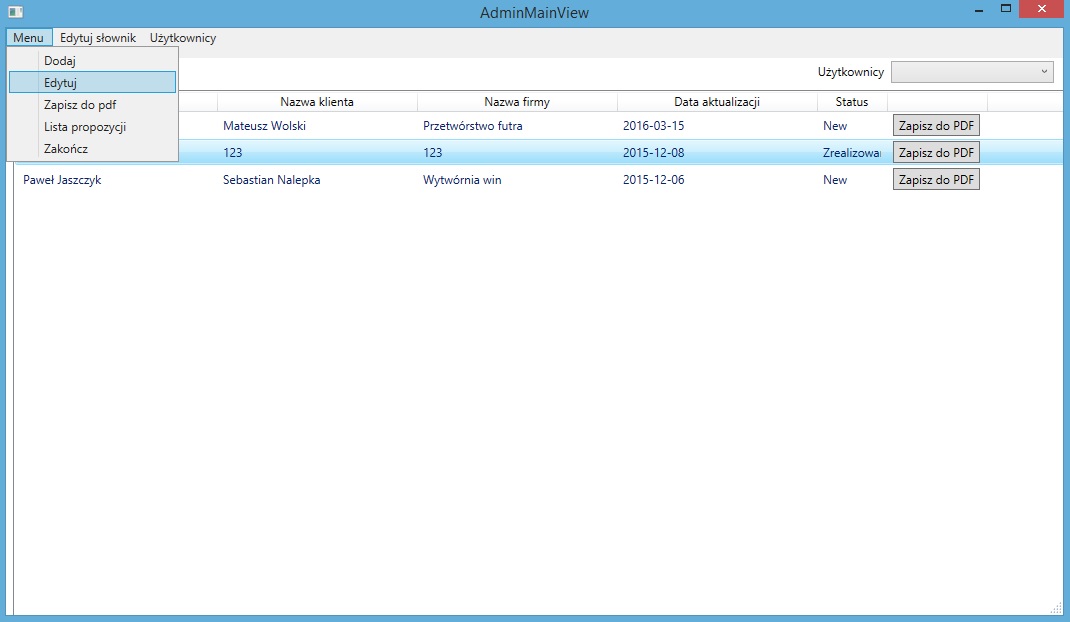 AdminMainView
Menu Edytuj słownik Użytkownicy
Dodaj
Edytuj
Zapisz do pdf
Lista propozycji
Zakończ
Użytkownicy
Nazwa klienta Nazwa firmy Data aktualizacji Status
Mateusz Wolski Przetwórstwo futra 2016-03-15 New Zapisz do PDF
123 123 2015-12-08 Zrealizowa Zapisz do PDF
Paweł Jaszczyk Sebastian Nalepka Wytwórnia win 2015-12-06 New Zapisz do PDF